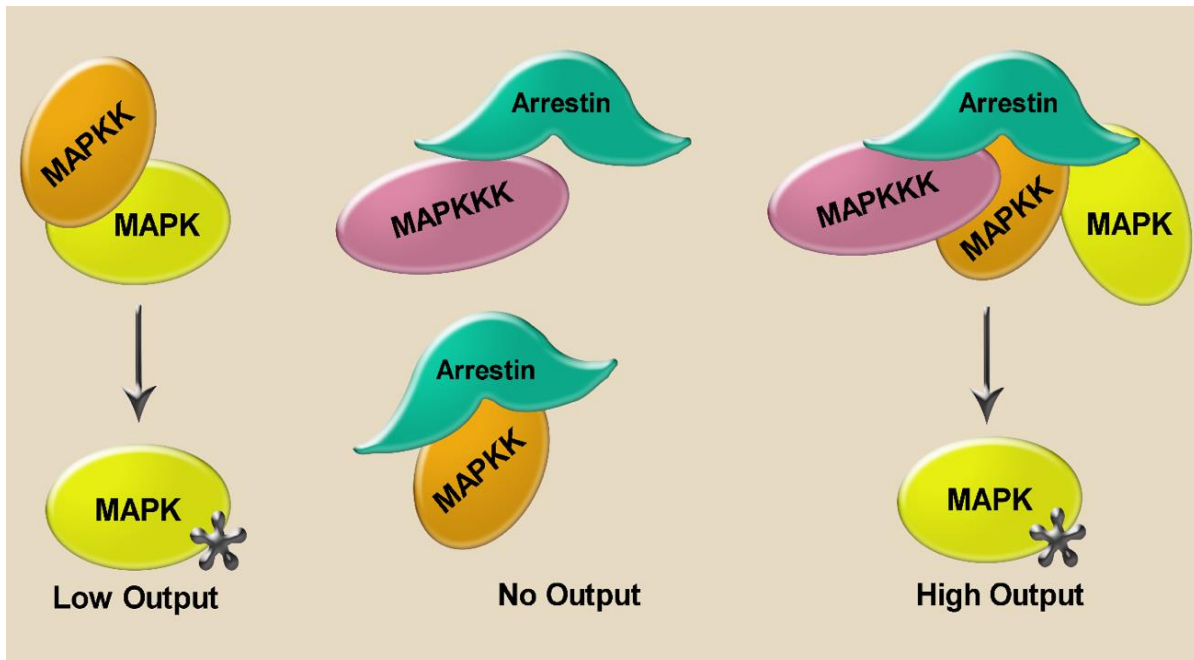 MAPKK
MAPK
MAPK
Low Output
Arrestin
MAPKKK
Arrestin
MAPKK
No Output
Arrestin
MAPKKK
MAPKK
MAPK
MAPK
High Output